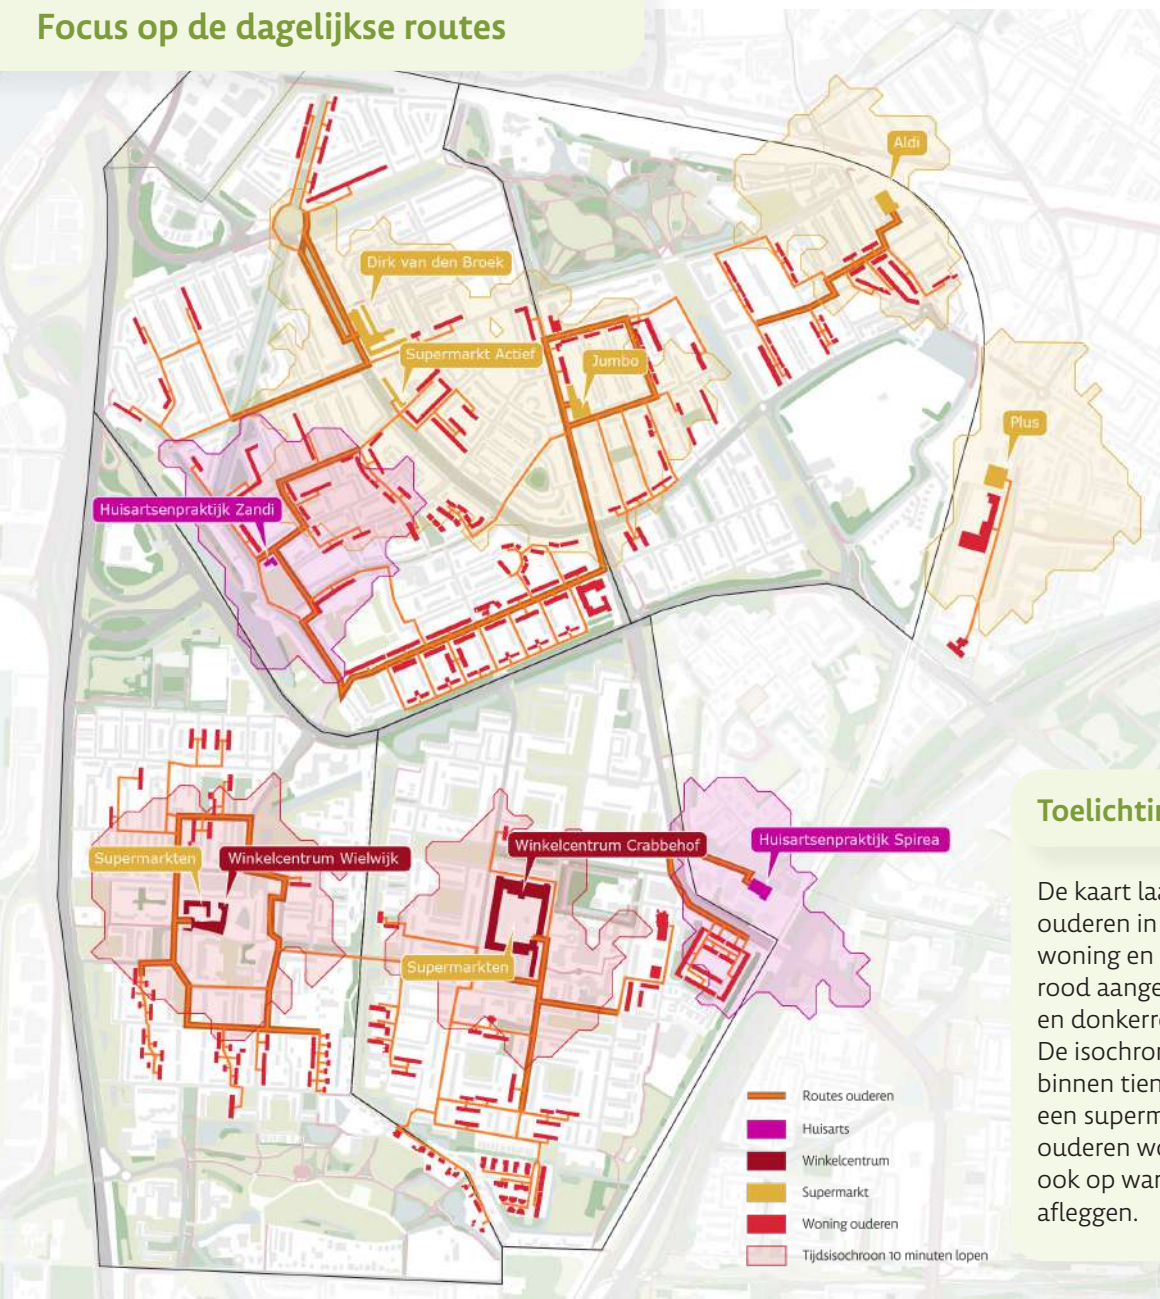 Focus op de dagelijkse routes
Aldi
Dirk van den Broek
Supermarkt Actief
Jumbo
Plus
Huisartsenpraktijk Zandi
Supermarkten
Winkelcentrum Wielwijk
Winkelcentrum Crabbehof
Huisartsenpraktijk Spirea
Supermarkten
Routes ouderen
Huisarts
Winkelcentrum
Supermarkt
Woning ouderen
Tijdsisochroon 10 minuten lopen
Toelichtin
De kaart laa
ouderen in
woning en
rood aange
en donkerro
De isochron
binnen tien
een superm
ouderen wo
ook op war
afleggen.